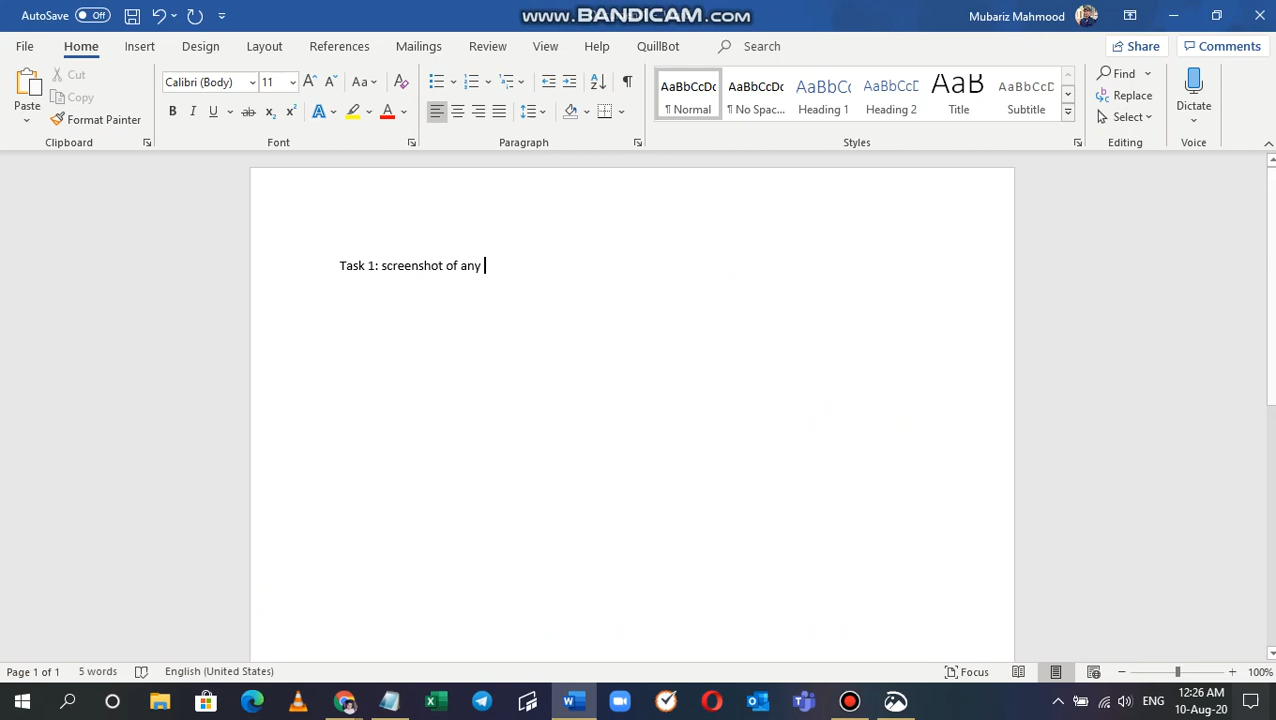 AutoSave Off
www.BANDICAM.com
Mubariz Mahmood
File Home Insert Design Layout References Mailings Review View Help QuillBot Search Share Comments
Paste
Cut
Copy
Format Painter
Clipboard
Calibri (Body) 11
Font
Paragraph
AaBbCcDc AaBbCcDc AaBbCc AaBbCcD AaB AaBbCcD
¶ Normal ¶ No Spac... Heading 1 Heading 2 Title Subtitle
Styles
Find
Replace
Select
Editing
Dictate
Voice
Task 1: screenshot of any
Page 1 of 1 5 words English (United States) Focus 100%
ENG
12:26 AM
10-Aug-20